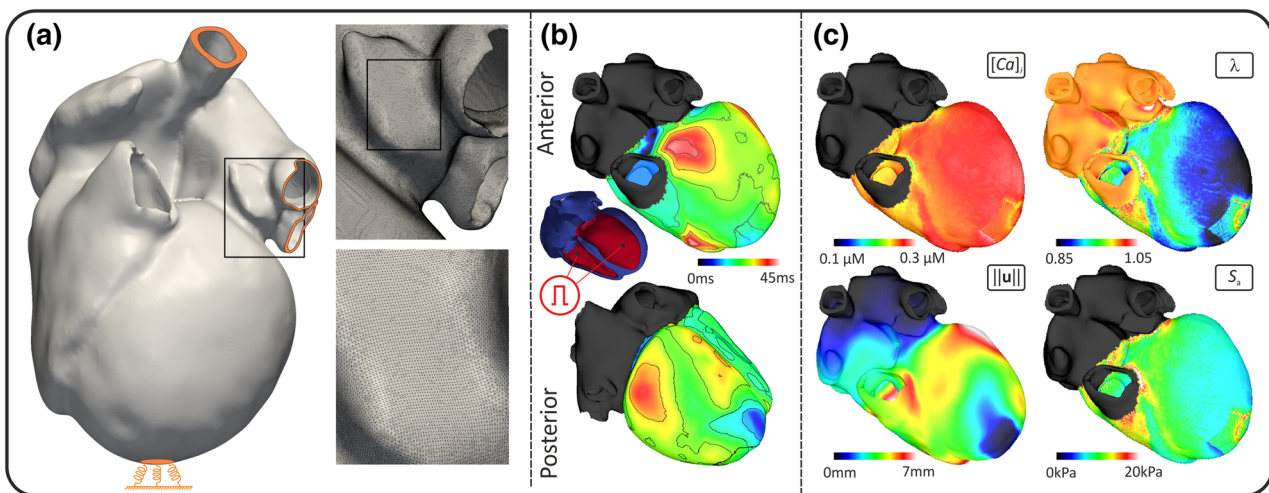 (a)
(b)
Anterior
0ms 45ms
Posterior
(c)
[Ca]i
0.1 µM 0.3 µM
λ
0.85 1.05
||u||
0mm 7mm
Sa
0kPa 20kPa